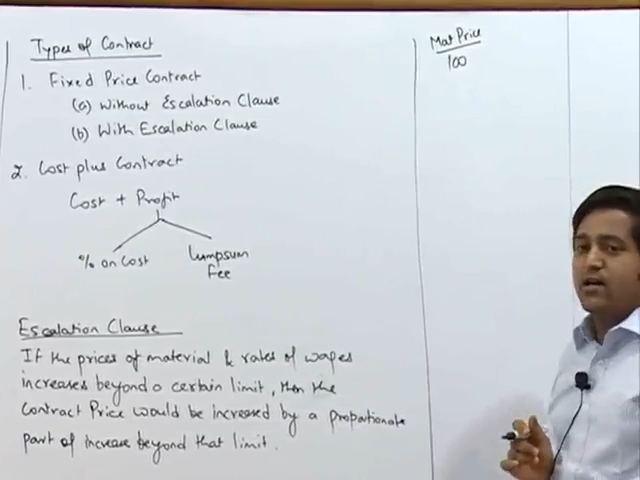 Types of Contract
1. Fixed Price Contract
(a) Without Escalation Clause
(b) With Escalation Clause
2. Cost plus Contract
Cost + Profit
% on Cost
lumpsum
Fee
Escalation Clause
If the prices of material & rates of wages
increases beyond a certain limit, then the
Contract Price would be increased by a proportionate
part of increase beyond that limit.
Mat Price
100